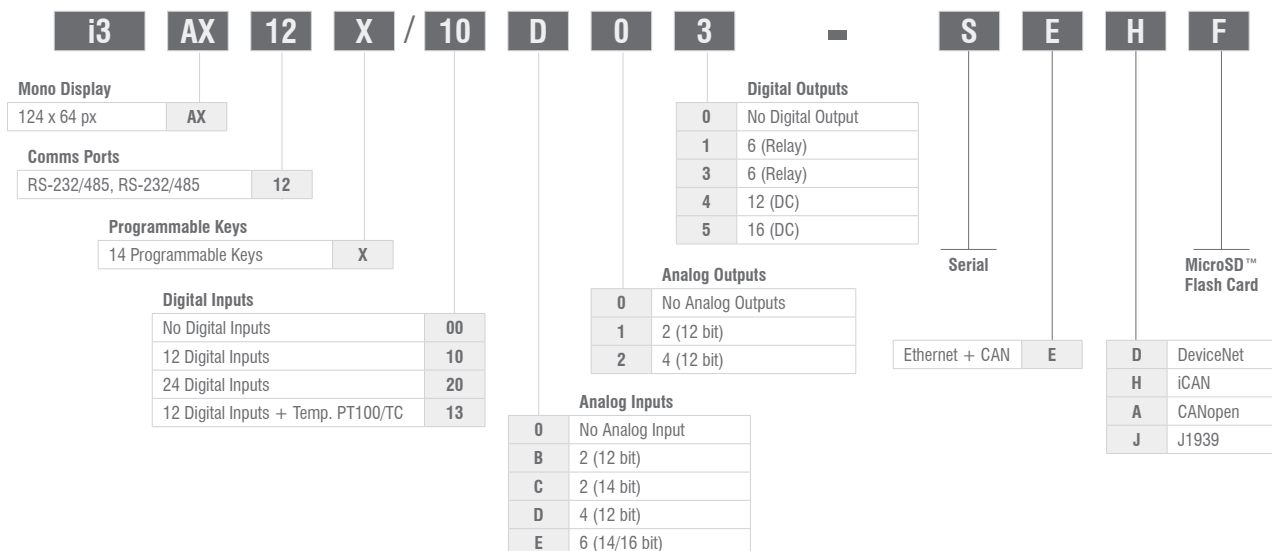 i3 AX 12 X / 10 D 0 3 - S E H F
Mono Display
124 x 64 px AX
Comms Ports
RS-232/485, RS-232/485 12
Programmable Keys
14 Programmable Keys X
Digital Inputs
No Digital Inputs 00
12 Digital Inputs 10
24 Digital Inputs 20
12 Digital Inputs + Temp. PT100/TC 13
Analog Inputs
0 No Analog Input
B 2 (12 bit)
C 2 (14 bit)
D 4 (12 bit)
E 6 (14/16 bit)
Analog Outputs
0 No Analog Outputs
1 2 (12 bit)
2 4 (12 bit)
Digital Outputs
0 No Digital Output
1 6 (Relay)
3 6 (Relay)
4 12 (DC)
5 16 (DC)
Serial
Ethernet + CAN E
D DeviceNet
H iCAN
A CANopen
J J1939
MicroSD™
Flash Card